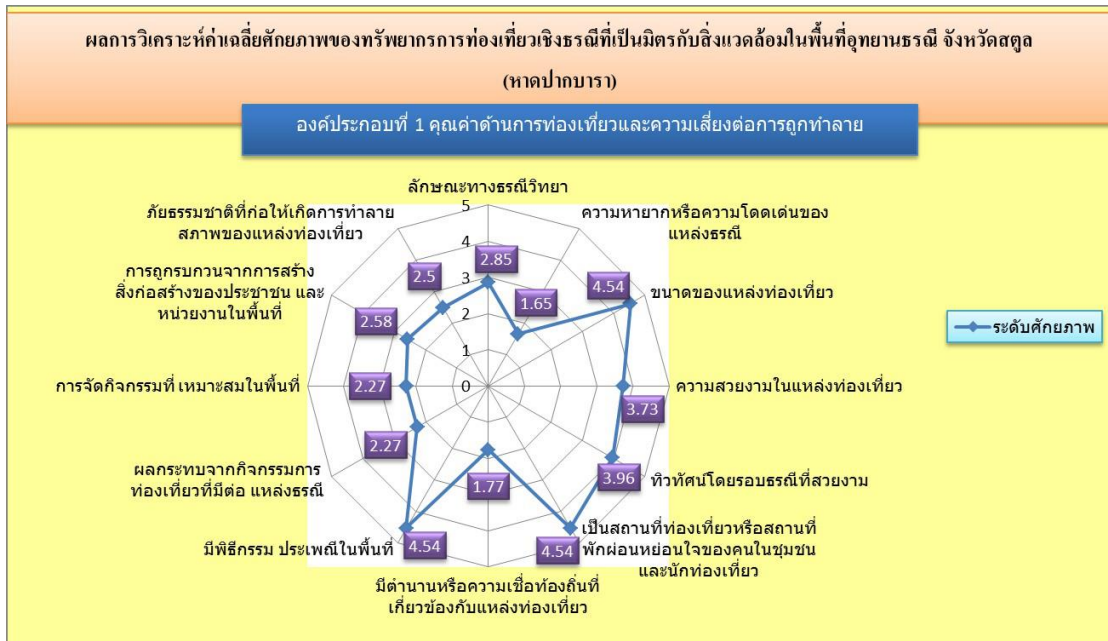 ผลการวิเคราะห์ค่าเฉลี่ยศักยภาพของทรัพยากรการท่องเที่ยวเชิงธรณีที่เป็นมิตรกับสิ่งแวดล้อมในพื้นที่อุทยานธรณี จังหวัดสตูล
(หาดปากบารา)
องค์ประกอบที่ 1 คุณค่าด้านการท่องเที่ยวและความเสี่ยงต่อการถูกทำลาย
ลักษณะทางธรณีวิทยา
ความหายากหรือความโดดเด่นของ
แหล่งธรณี
ขนาดของแหล่งท่องเที่ยว
ความสวยงามในแหล่งท่องเที่ยว
ทิวทัศน์โดยรอบธรณีที่สวยงาม
เป็นสถานที่ท่องเที่ยวหรือสถานที่
พักผ่อนหย่อนใจของคนในชุมชน
และนักท่องเที่ยว
มีตำนานหรือความเชื่อท้องถิ่นที่
เกี่ยวข้องกับแหล่งท่องเที่ยว
มีพิธีกรรม ประเพณีในพื้นที่
ผลกระทบจากกิจกรรมการ
ท่องเที่ยวที่มีต่อ แหล่งธรณี
การจัดกิจกรรมที่ เหมาะสมในพื้นที่
การถูกรบกวนจากการสร้าง
สิ่งก่อสร้างของประชาชน และ
หน่วยงานในพื้นที่
ภัยธรรมชาติที่ก่อให้เกิดการทำลาย
สภาพของแหล่งท่องเที่ยว
5
4
3
2
1
0
2.85
1.65
4.54
3.73
3.96
4.54
1.77
4.54
2.27
2.27
2.58
2.5
ระดับศักยภาพ